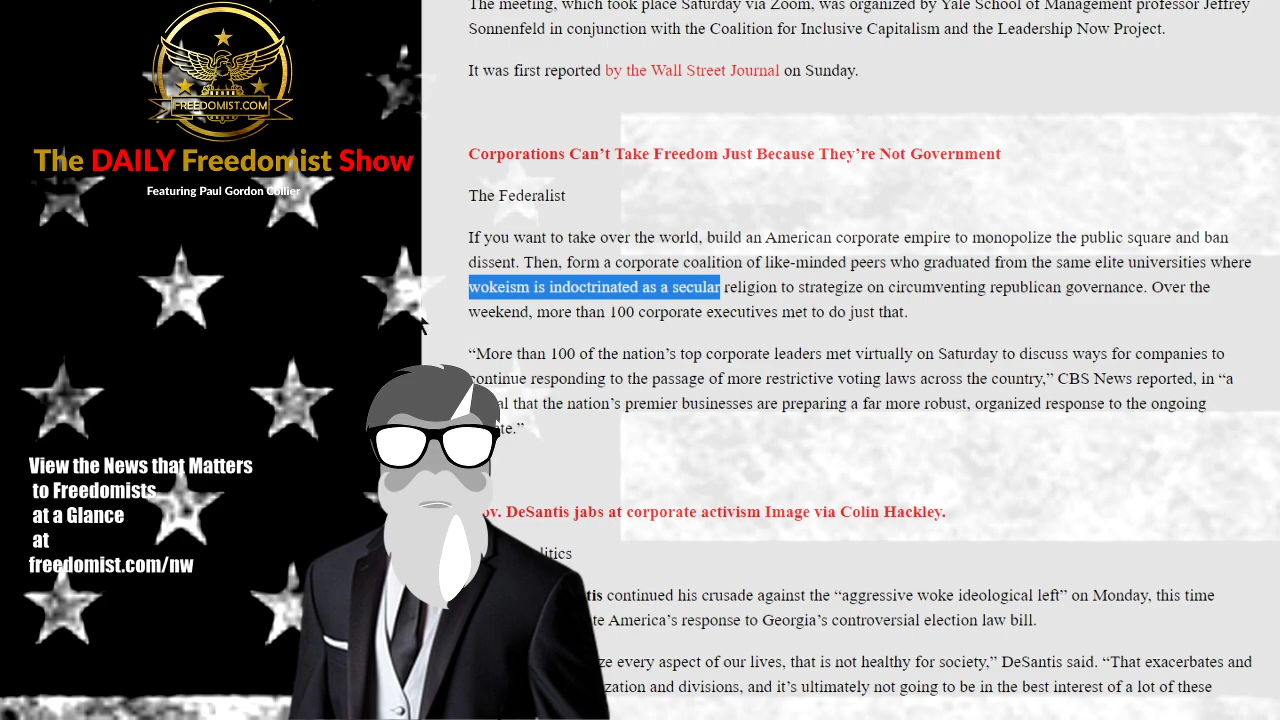 FREEDOMIST.COM
The DAILY Freedomist Show
Featuring Paul Gordon Collier
View the News that Matters
to Freedomists
at a Glance
at
freedomist.com/nw
The meeting, which took place Saturday via Zoom, was organized by Yale School of Management professor Jeffrey
Sonnenfeld in conjunction with the Coalition for Inclusive Capitalism and the Leadership Now Project.
It was first reported by the Wall Street Journal on Sunday.
Corporations Can’t Take Freedom Just Because They’re Not Government
The Federalist
If you want to take over the world, build an American corporate empire to monopolize the public square and ban
dissent. Then, form a corporate coalition of like-minded peers who graduated from the same elite universities where
wokeism is indoctrinated as a secular religion to strategize on circumventing republican governance. Over the
weekend, more than 100 corporate executives met to do just that.
“More than 100 of the nation’s top corporate leaders met virtually on Saturday to discuss ways for companies to
continue responding to the passage of more restrictive voting laws across the country,” CBS News reported, in “a
that the nation’s premier businesses are preparing a far more robust, organized response to the ongoing
DeSantis jabs at corporate activism Image via Colin Hackley.
continued his crusade against the “aggressive woke ideological left” on Monday, this time
America’s response to Georgia’s controversial election law bill.
every aspect of our lives, that is not healthy for society,” DeSantis said. “That exacerbates and
and divisions, and it’s ultimately not going to be in the best interest of a lot of these